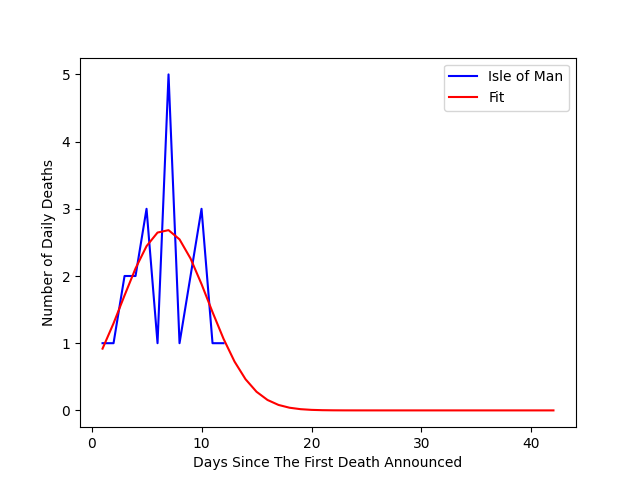 Isle of Man
Fit
5
4
3
2
1
0
Number of Daily Deaths
0 10 20 30 40
Days Since The First Death Announced